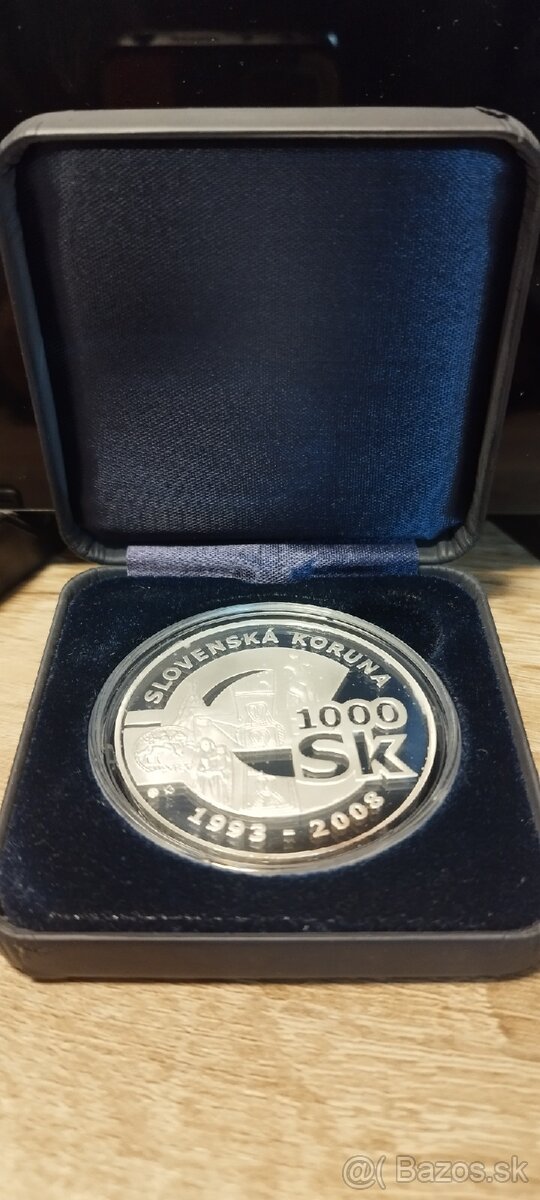 SLOVENSKÁ KORUNA
1000
Sk
1993 - 2008
@( Bazos.sk